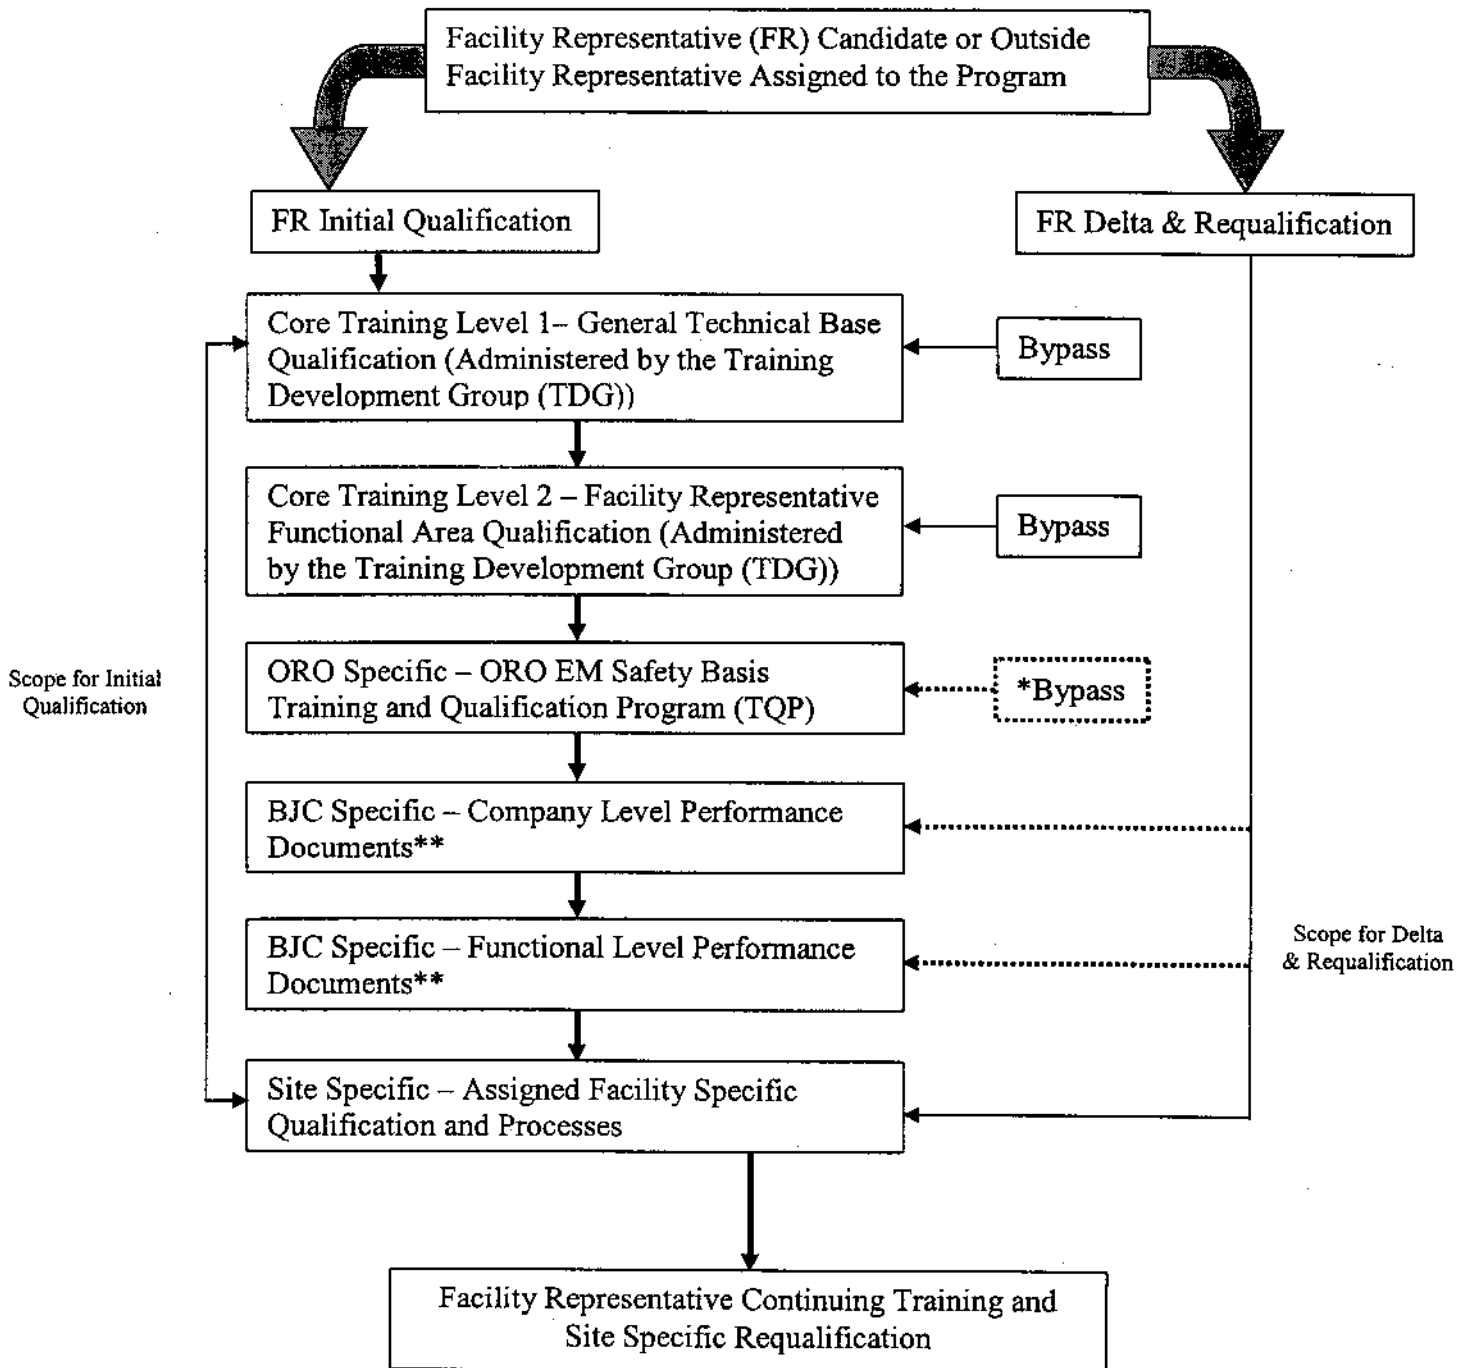 Facility Representative (FR) Candidate or Outside
Facility Representative Assigned to the Program
FR Initial Qualification
FR Delta & Requalification
Core Training Level 1– General Technical Base
Qualification (Administered by the Training
Development Group (TDG))
Bypass
Core Training Level 2 – Facility Representative
Functional Area Qualification (Administered
by the Training Development Group (TDG))
Bypass
Scope for Initial
Qualification
ORO Specific – ORO EM Safety Basis
Training and Qualification Program (TQP)
*Bypass
BJC Specific – Company Level Performance
Documents**
BJC Specific – Functional Level Performance
Documents**
Scope for Delta
& Requalification
Site Specific – Assigned Facility Specific
Qualification and Processes
Facility Representative Continuing Training and
Site Specific Requalification